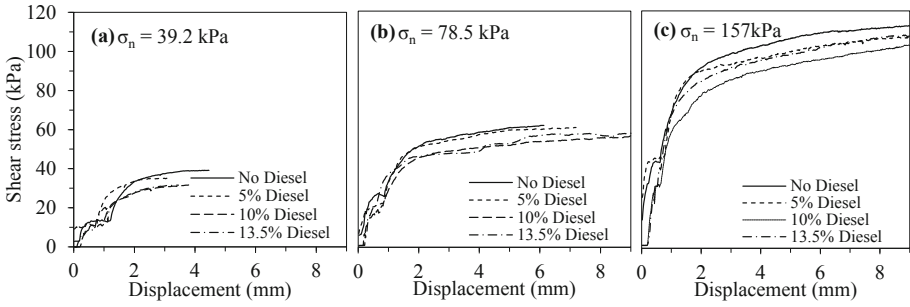 Shear stress (kPa)
120
100
80
60
40
20
0
(a) σn = 39.2 kPa
No Diesel
5% Diesel
10% Diesel
13.5% Diesel
0 2 4 6 8
Displacement (mm)
(b) σn = 78.5 kPa
No Diesel
5% Diesel
10% Diesel
13.5% Diesel
0 2 4 6 8
Displacement (mm)
(c) σn = 157kPa
No Diesel
5% Diesel
10% Diesel
13.5% Diesel
0 2 4 6 8
Displacement (mm)